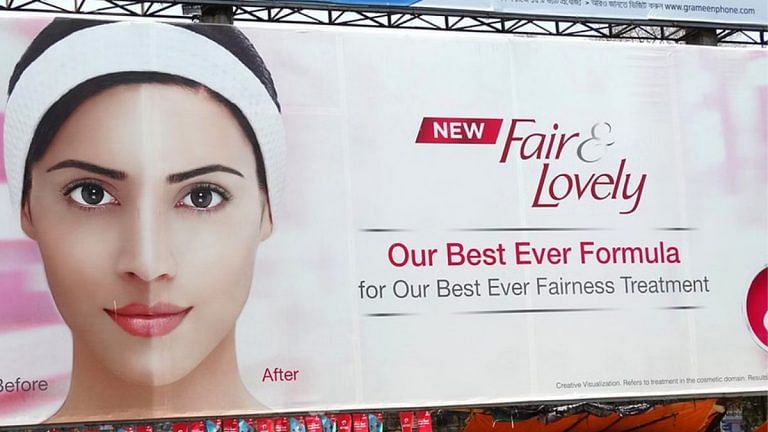 www.grameenphone.com
NEW Fair &
Lovely
Our Best Ever Formula
for Our Best Ever Fairness Treatment
Before
After
Creative Visualization. Refers to treatment in the cosmetic domain. Results